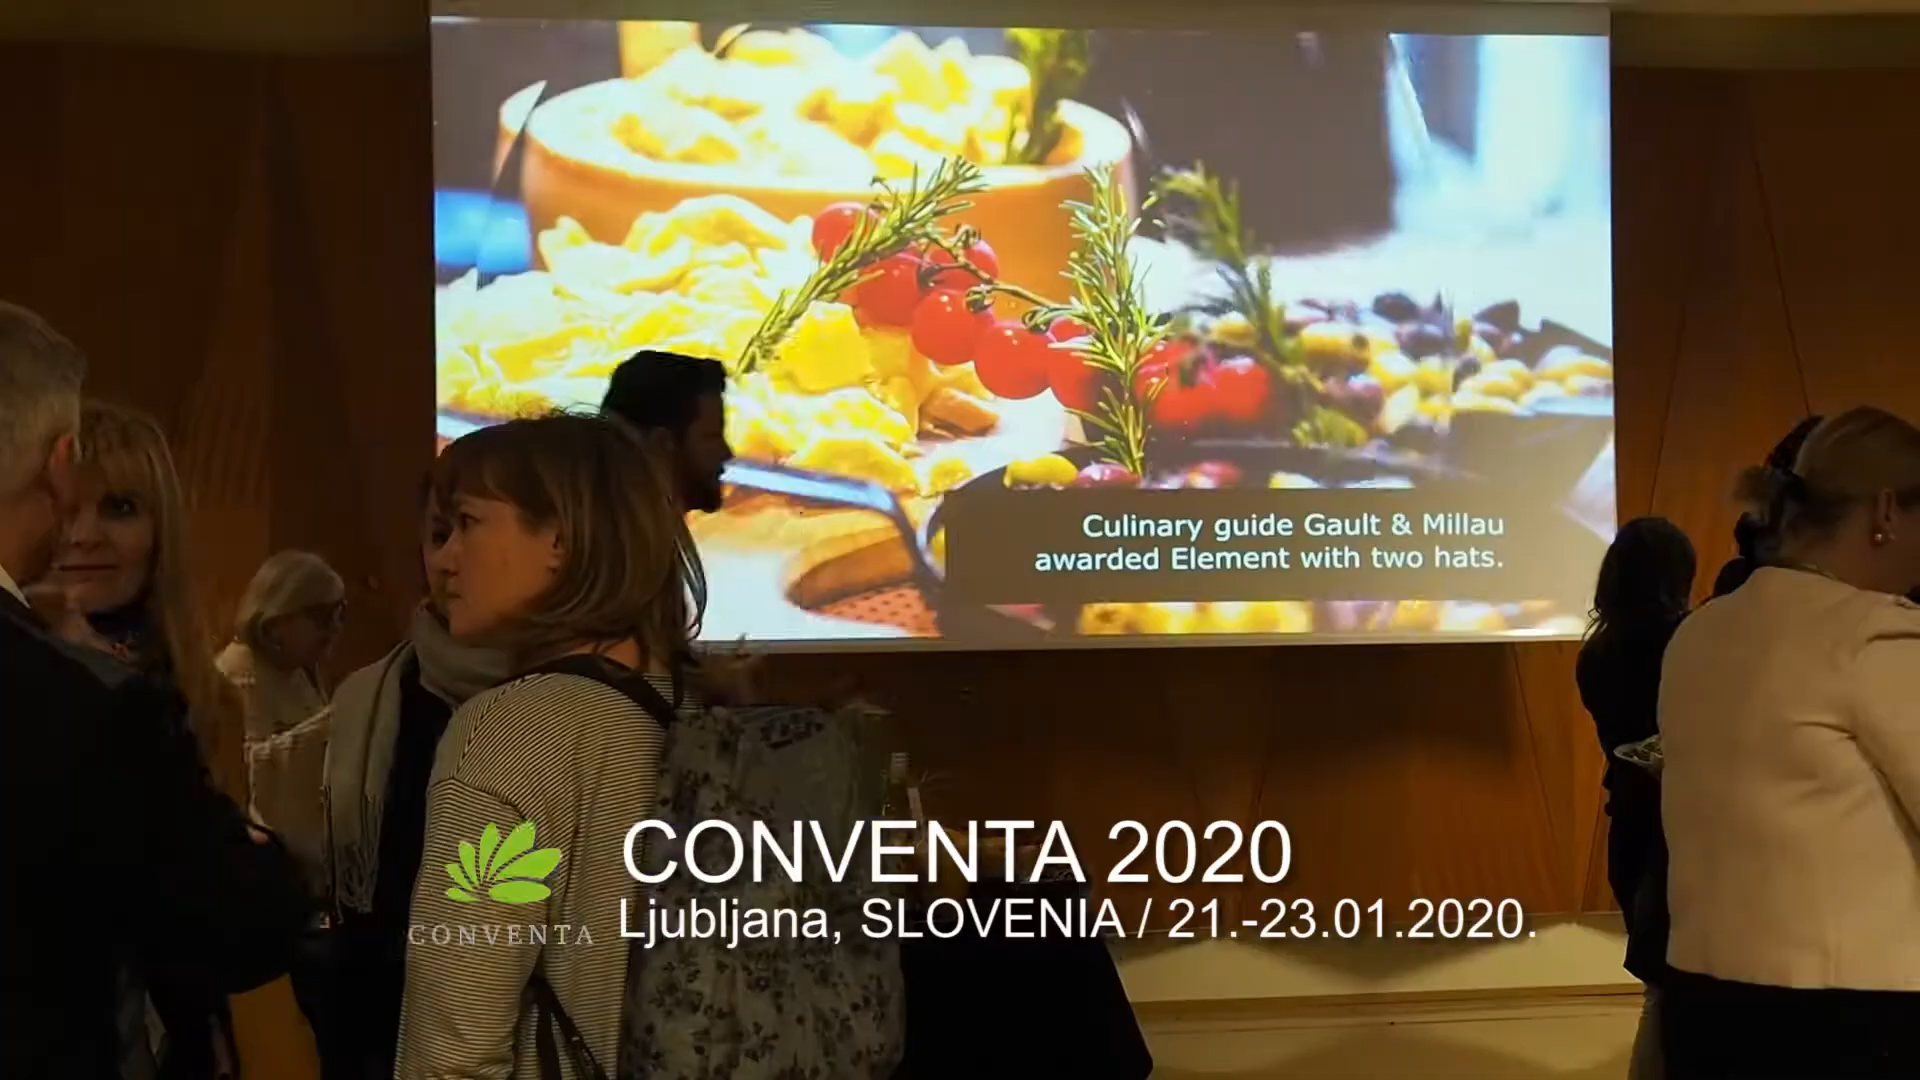 Culinary guide Gault & Millau
awarded Element with two hats.
CONVENTA 2020
Ljubljana, SLOVENIA / 21.-23.01.2020.
CONVENTA